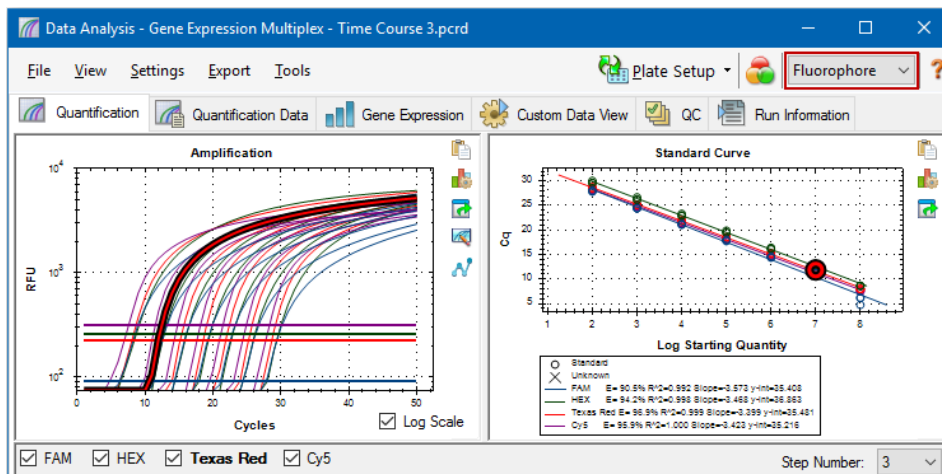 Data Analysis - Gene Expression Multiplex - Time Course 3.pcrd
File View Settings Export Tools Plate Setup Fluorophore ?
Quantification Quantification Data Gene Expression Custom Data View QC Run Information
Amplification
10^4
10^3
10^2
RFU
0 10 20 30 40 50
Cycles
Log Scale
Standard Curve
30
25
20
15
10
5
Cq
1 2 3 4 5 6 7 8
Log Starting Quantity
Standard
Unknown
FAM E= 90.5% R^2=0.992 Slope=-3.573 y-int=35.408
HEX E= 94.2% R^2=0.998 Slope=-3.468 y-int=36.863
Texas Red E= 96.9% R^2=0.999 Slope=-3.399 y-int=35.481
Cy5 E= 95.9% R^2=1.000 Slope=-3.423 y-int=35.216
FAM HEX Texas Red Cy5
Step Number: 3